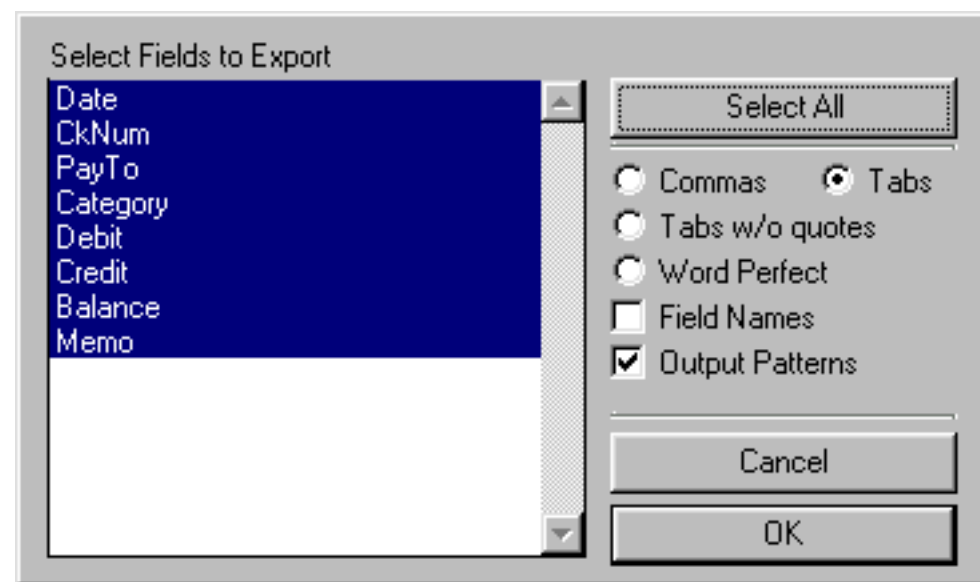 Select Fields to Export
Date
CkNum
PayTo
Category
Debit
Credit
Balance
Memo
Select All
Commas Tabs
Tabs w/o quotes
Word Perfect
Field Names
Output Patterns
Cancel
OK